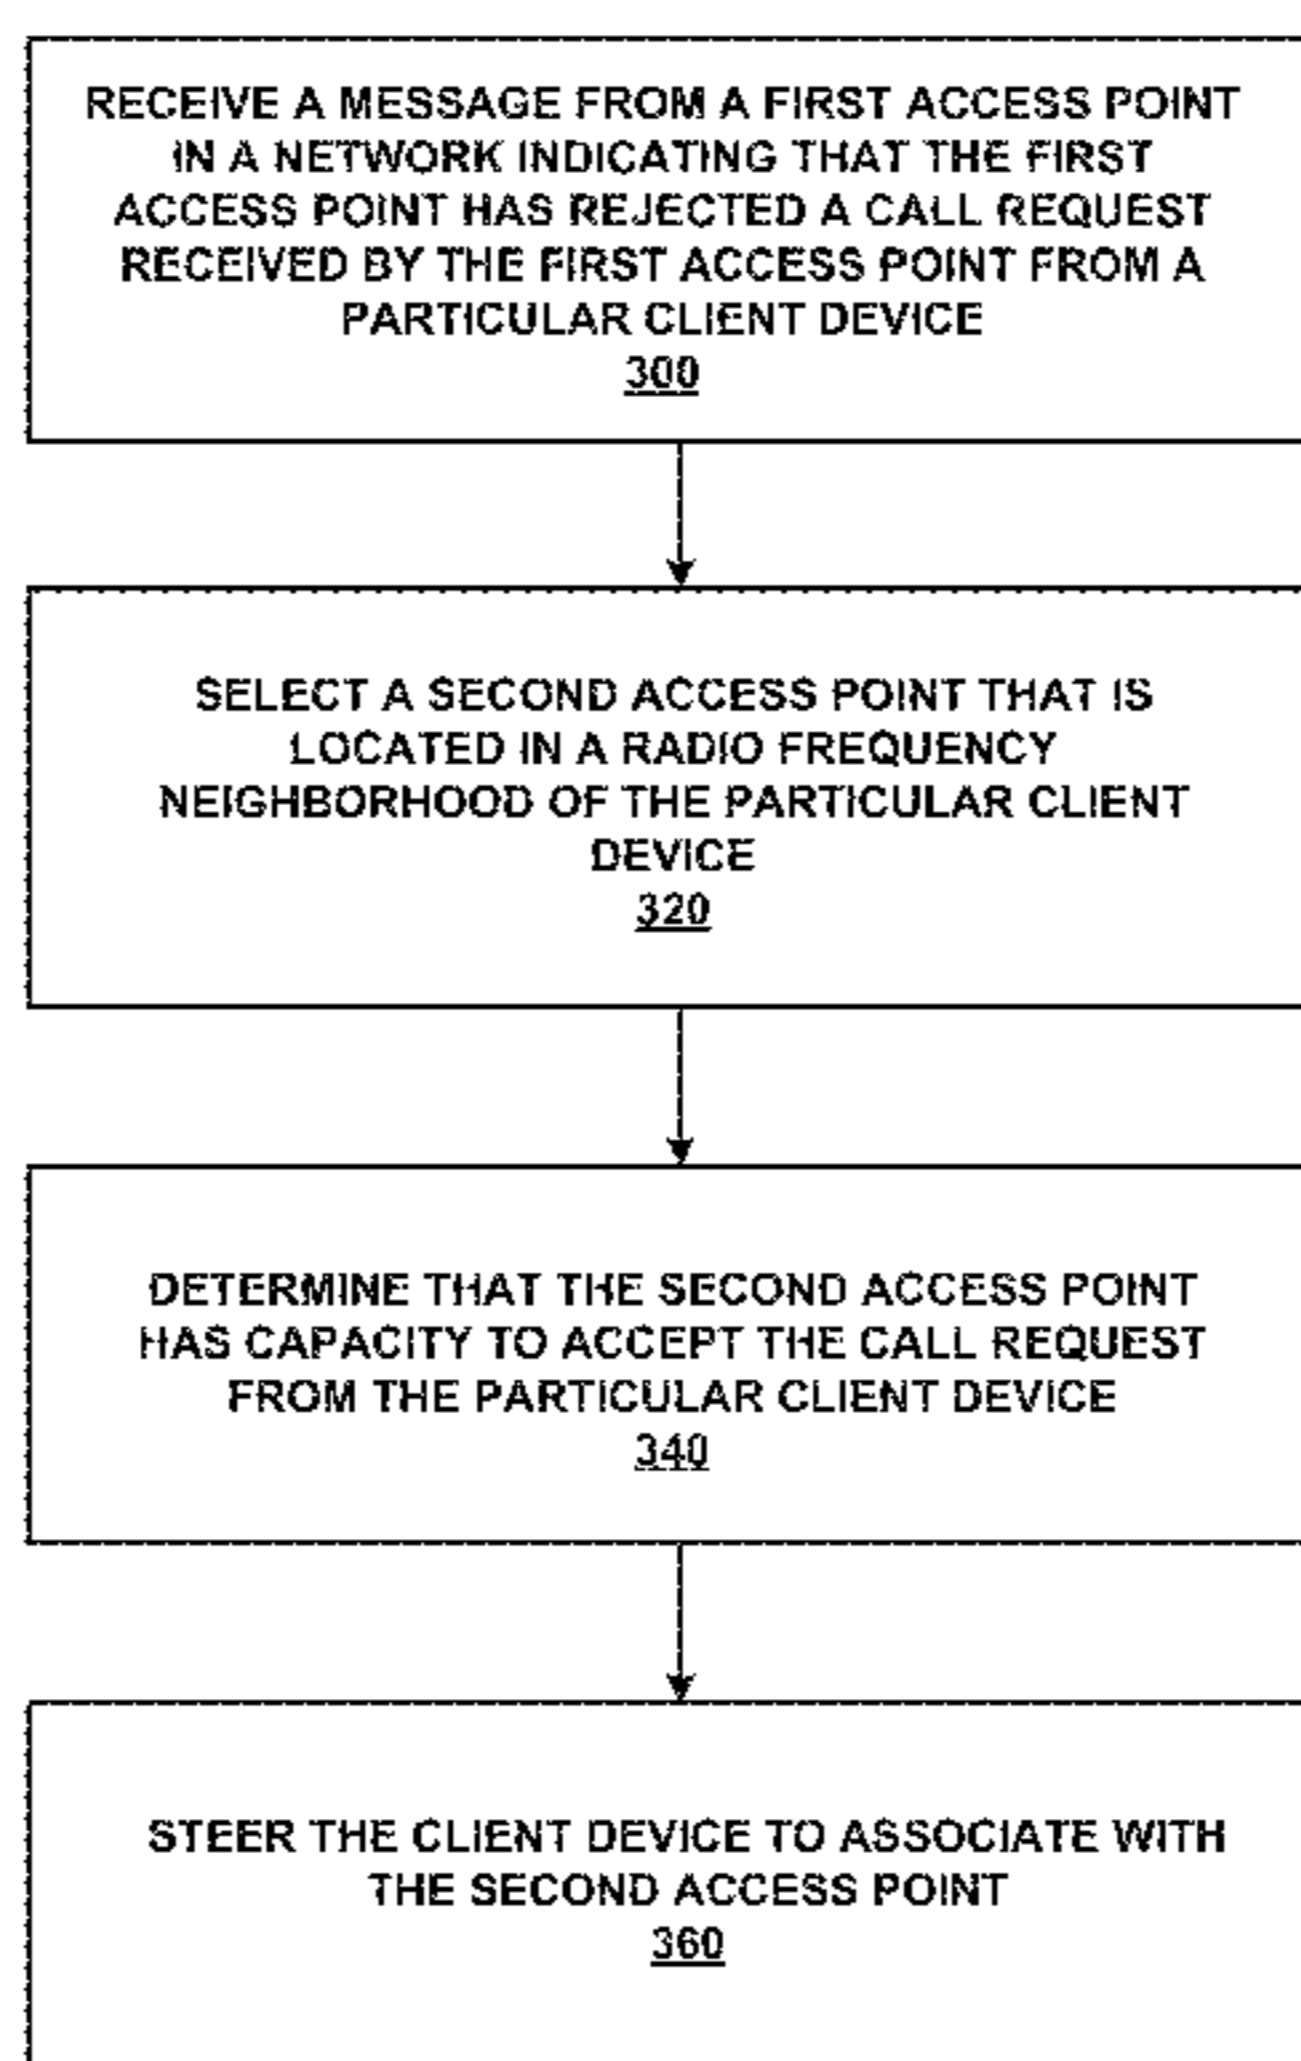 RECEIVE A MESSAGE FROM A FIRST ACCESS POINT
IN A NETWORK INDICATING THAT THE FIRST
ACCESS POINT HAS REJECTED A CALL REQUEST
RECEIVED BY THE FIRST ACCESS POINT FROM A
PARTICULAR CLIENT DEVICE
300
SELECT A SECOND ACCESS POINT THAT IS
LOCATED IN A RADIO FREQUENCY
NEIGHBORHOOD OF THE PARTICULAR CLIENT
DEVICE
320
DETERMINE THAT THE SECOND ACCESS POINT
HAS CAPACITY TO ACCEPT THE CALL REQUEST
FROM THE PARTICULAR CLIENT DEVICE
340
STEER THE CLIENT DEVICE TO ASSOCIATE WITH
THE SECOND ACCESS POINT
360